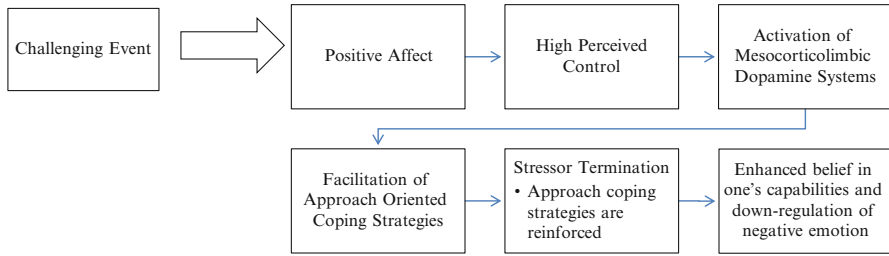 Challenging Event
Positive Affect
High Perceived
Control
Activation of
Mesocorticolimbic
Dopamine Systems
Facilitation of
Approach Oriented
Coping Strategies
Stressor Termination
• Approach coping
strategies are
reinforced
Enhanced belief in
one’s capabilities and
down-regulation of
negative emotion